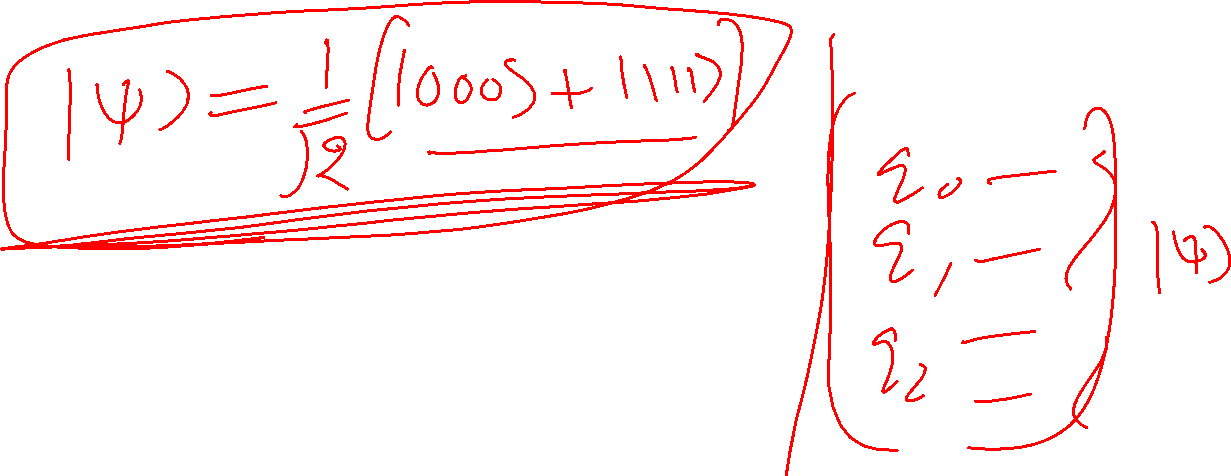 |ψ⟩ = 1/√2 [|000⟩ + |111⟩]
q₀ —
q₁ —
q₂ —
|ψ⟩